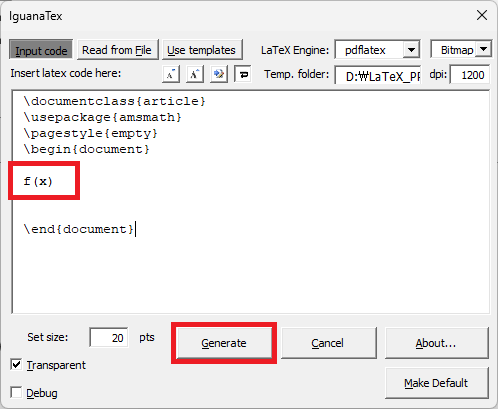 IguanaTex
Input code Read from File Use templates LaTeX Engine: pdflatex Bitmap
Insert latex code here: A A Temp. folder: D:₩LaTeX_PF dpi: 1200
\documentclass{article}
\usepackage{amsmath}
\pagestyle{empty}
\begin{document}
f(x)
\end{document}
Set size: 20 pts Generate Cancel About...
Transparent
Make Default
Debug